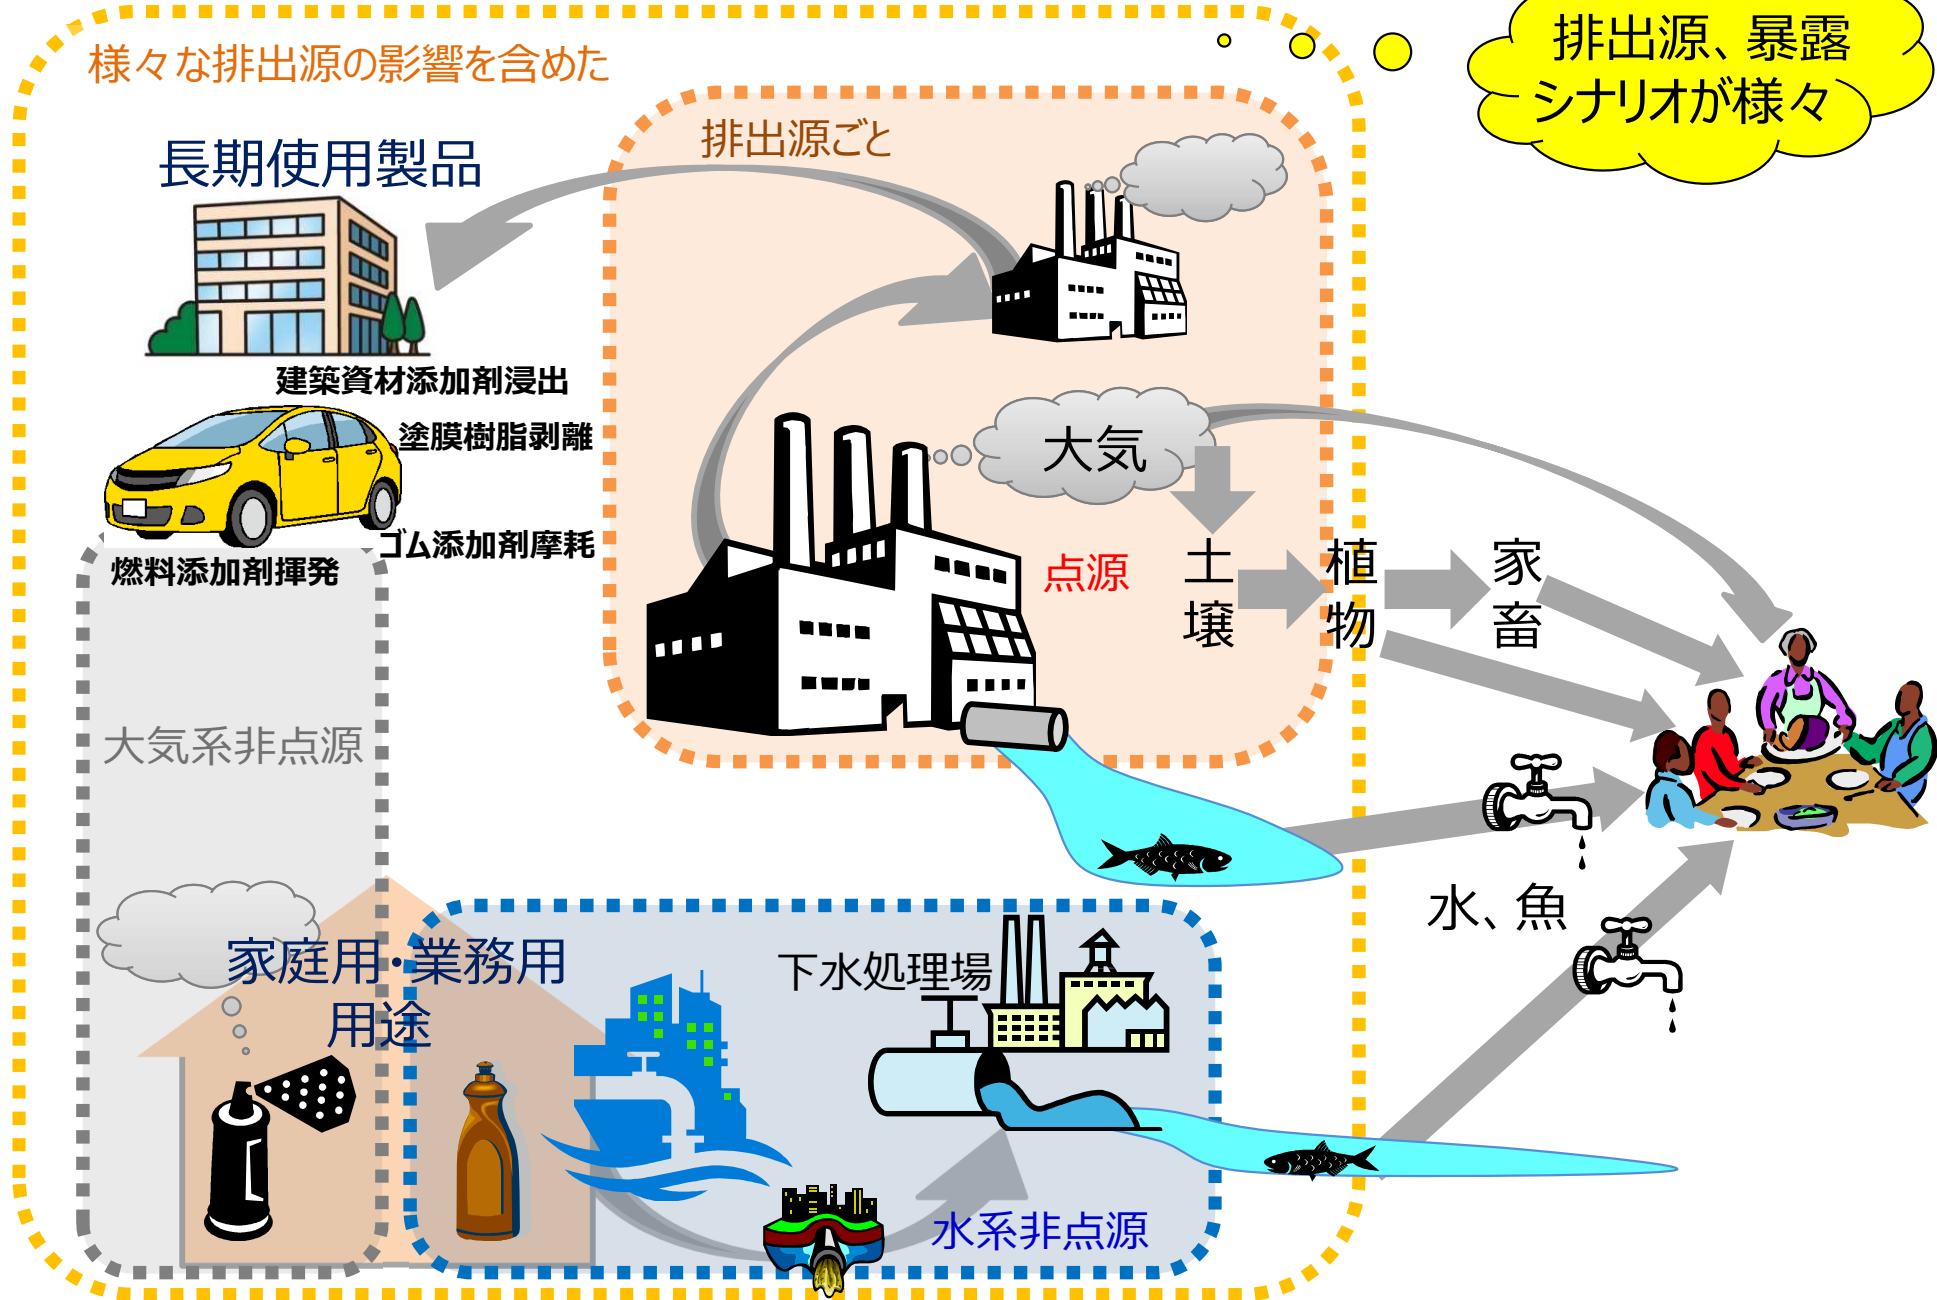 排出源、暴露
シナリオが様々
様々な排出源の影響を含めた
排出源ごと
長期使用製品
建築資材添加剤浸出
塗膜樹脂剥離
ゴム添加剤摩耗
燃料添加剤揮発
大気
点源
土
壌
植
物
家
畜
大気系非点源
水、魚
家庭用・業務用
用途
下水処理場
水系非点源